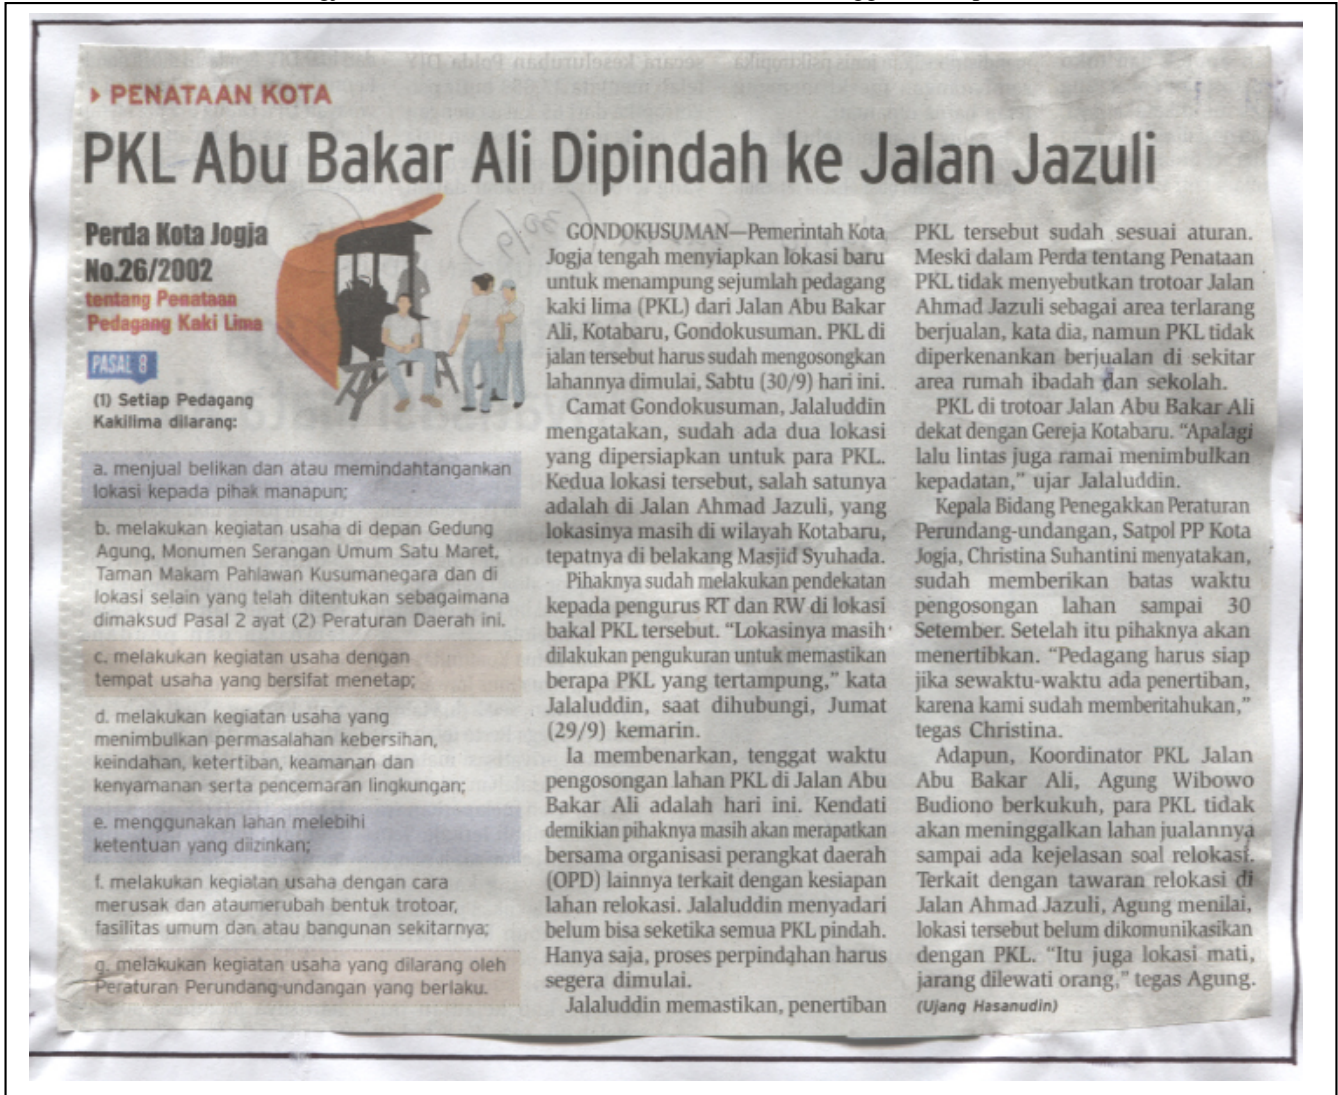 PENATAAN KOTA
PKL Abu Bakar Ali Dipindah ke Jalan Jazuli
Perda Kota Jogja
No.26/2002
tentang Penataan
Pedagang Kaki Lima
PASAL 8
(1) Setiap Pedagang
Kakilima dilarang:
a. menjual belikan dan atau memindahtangankan
lokasi kepada pihak manapun;
b. melakukan kegiatan usaha di depan Gedung
Agung, Monumen Serangan Umum Satu Maret,
Taman Makam Pahlawan Kusumanegara dan di
lokasi selain yang telah ditentukan sebagaimana
dimaksud Pasal 2 ayat (2) Peraturan Daerah ini.
c. melakukan kegiatan usaha dengan
tempat usaha yang bersifat menetap;
d. melakukan kegiatan usaha yang
menimbulkan permasalahan kebersihan,
keindahan, ketertiban, keamanan dan
kenyamanan serta pencemaran lingkungan;
e. menggunakan lahan melebihi
ketentuan yang diizinkan;
f. melakukan kegiatan usaha dengan cara
merusak dan ataumerubah bentuk trotoar,
fasilitas umum dan atau bangunan sekitarnya;
g. melakukan kegiatan usaha yang dilarang oleh
Peraturan Perundang-undangan yang berlaku.
GONDOKUSUMAN—Pemerintah Kota
Jogja tengah menyiapkan lokasi baru
untuk menampung sejumlah pedagang
kaki lima (PKL) dari Jalan Abu Bakar
Ali, Kotabaru, Gondokusuman. PKL di
jalan tersebut harus sudah mengosongkan
lahannya dimulai, Sabtu (30/9) hari ini.
Camat Gondokusuman, Jalaluddin
mengatakan, sudah ada dua lokasi
yang dipersiapkan untuk para PKL.
Kedua lokasi tersebut, salah satunya
adalah di Jalan Ahmad Jazuli, yang
lokasinya masih di wilayah Kotabaru,
tepatnya di belakang Masjid Syuhada.
Pihaknya sudah melakukan pendekatan
kepada pengurus RT dan RW di lokasi
bakal PKL tersebut. “Lokasinya masih
dilakukan pengukuran untuk memastikan
berapa PKL yang tertampung,” kata
Jalaluddin, saat dihubungi, Jumat
(29/9) kemarin.
Ia membenarkan, tenggat waktu
pengosongan lahan PKL di Jalan Abu
Bakar Ali adalah hari ini. Kendati
demikian pihaknya masih akan merapatkan
bersama organisasi perangkat daerah
(OPD) lainnya terkait dengan kesiapan
lahan relokasi. Jalaluddin menyadari
belum bisa seketika semua PKL pindah.
Hanya saja, proses perpindahan harus
segera dimulai.
Jalaluddin memastikan, penertiban
PKL tersebut sudah sesuai aturan.
Meski dalam Perda tentang Penataan
PKL tidak menyebutkan trotoar Jalan
Ahmad Jazuli sebagai area terlarang
berjualan, kata dia, namun PKL tidak
diperkenankan berjualan di sekitar
area rumah ibadah dan sekolah.
PKL di trotoar Jalan Abu Bakar Ali
dekat dengan Gereja Kotabaru. “Apalagi
lalu lintas juga ramai menimbulkan
kepadatan,” ujar Jalaluddin.
Kepala Bidang Penegakkan Peraturan
Perundang-undangan, Satpol PP Kota
Jogja, Christina Suhantini menyatakan,
sudah memberikan batas waktu
pengosongan lahan sampai 30
Setember. Setelah itu pihaknya akan
menertibkan. “Pedagang harus siap
jika sewaktu-waktu ada penertiban,
karena kami sudah memberitahukan,”
tegas Christina.
Adapun, Koordinator PKL Jalan
Abu Bakar Ali, Agung Wibowo
Budiono berkukuh, para PKL tidak
akan meninggalkan lahan jualannya
sampai ada kejelasan soal relokasi.
Terkait dengan tawaran relokasi di
Jalan Ahmad Jazuli, Agung menilai,
lokasi tersebut belum dikomunikasikan
dengan PKL. “Itu juga lokasi mati,
jarang dilewati orang,” tegas Agung.
(Ujang Hasanudin)